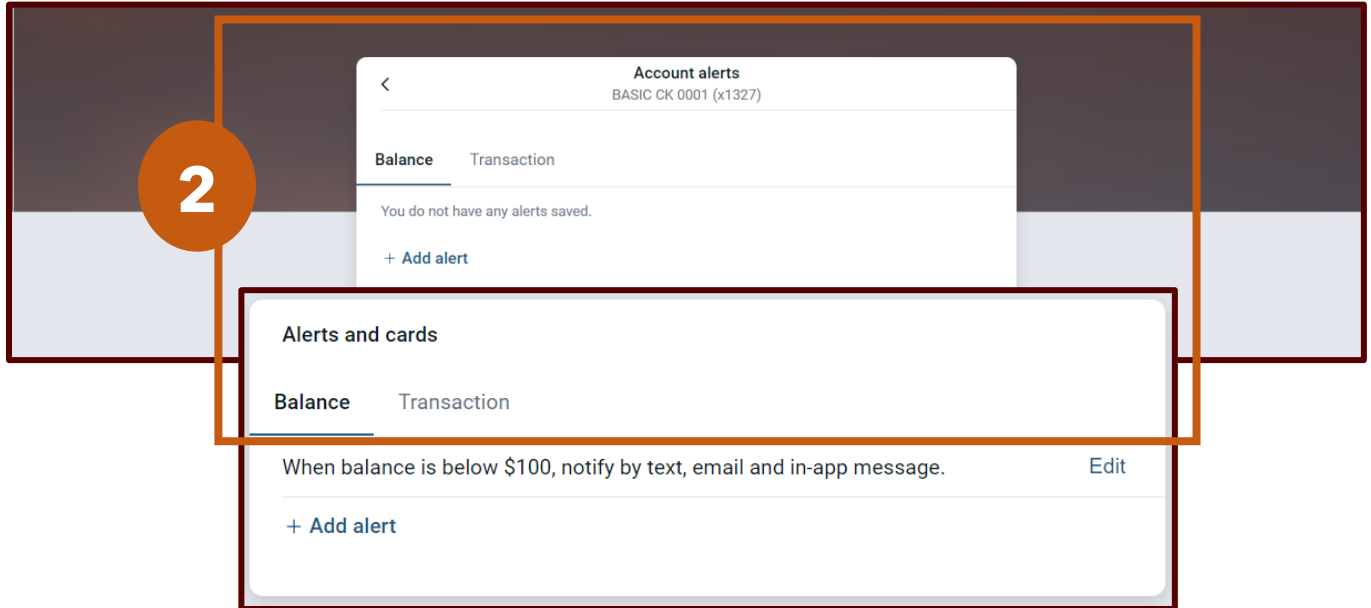 2
Account alerts
BASIC CK 0001 (x1327)
Balance Transaction
You do not have any alerts saved.
+ Add alert
Alerts and cards
Balance Transaction
When balance is below $100, notify by text, email and in-app message. Edit
+ Add alert